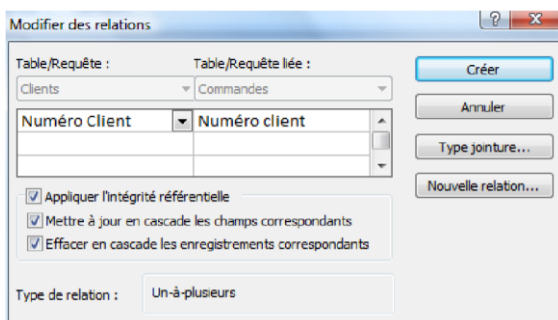 Modifier des relations
Table/Requête : Table/Requête liée :
Clients Commandes
Numéro Client Numéro client
Appliquer l'intégrité référentielle
Mettre à jour en cascade les champs correspondants
Effacer en cascade les enregistrements correspondants
Type de relation : Un-à-plusieurs
Créer
Annuler
Type jointure...
Nouvelle relation...